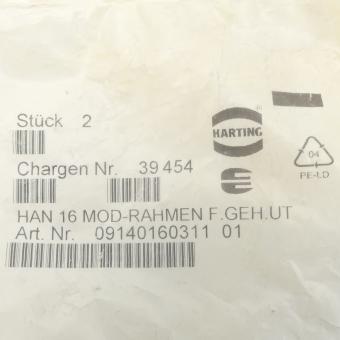 Stück 2
HARTING
04
PE-LD
Chargen Nr. 39 454
HAN 16 MOD-RAHMEN F.GEH.UT
Art. Nr. 09140160311 01